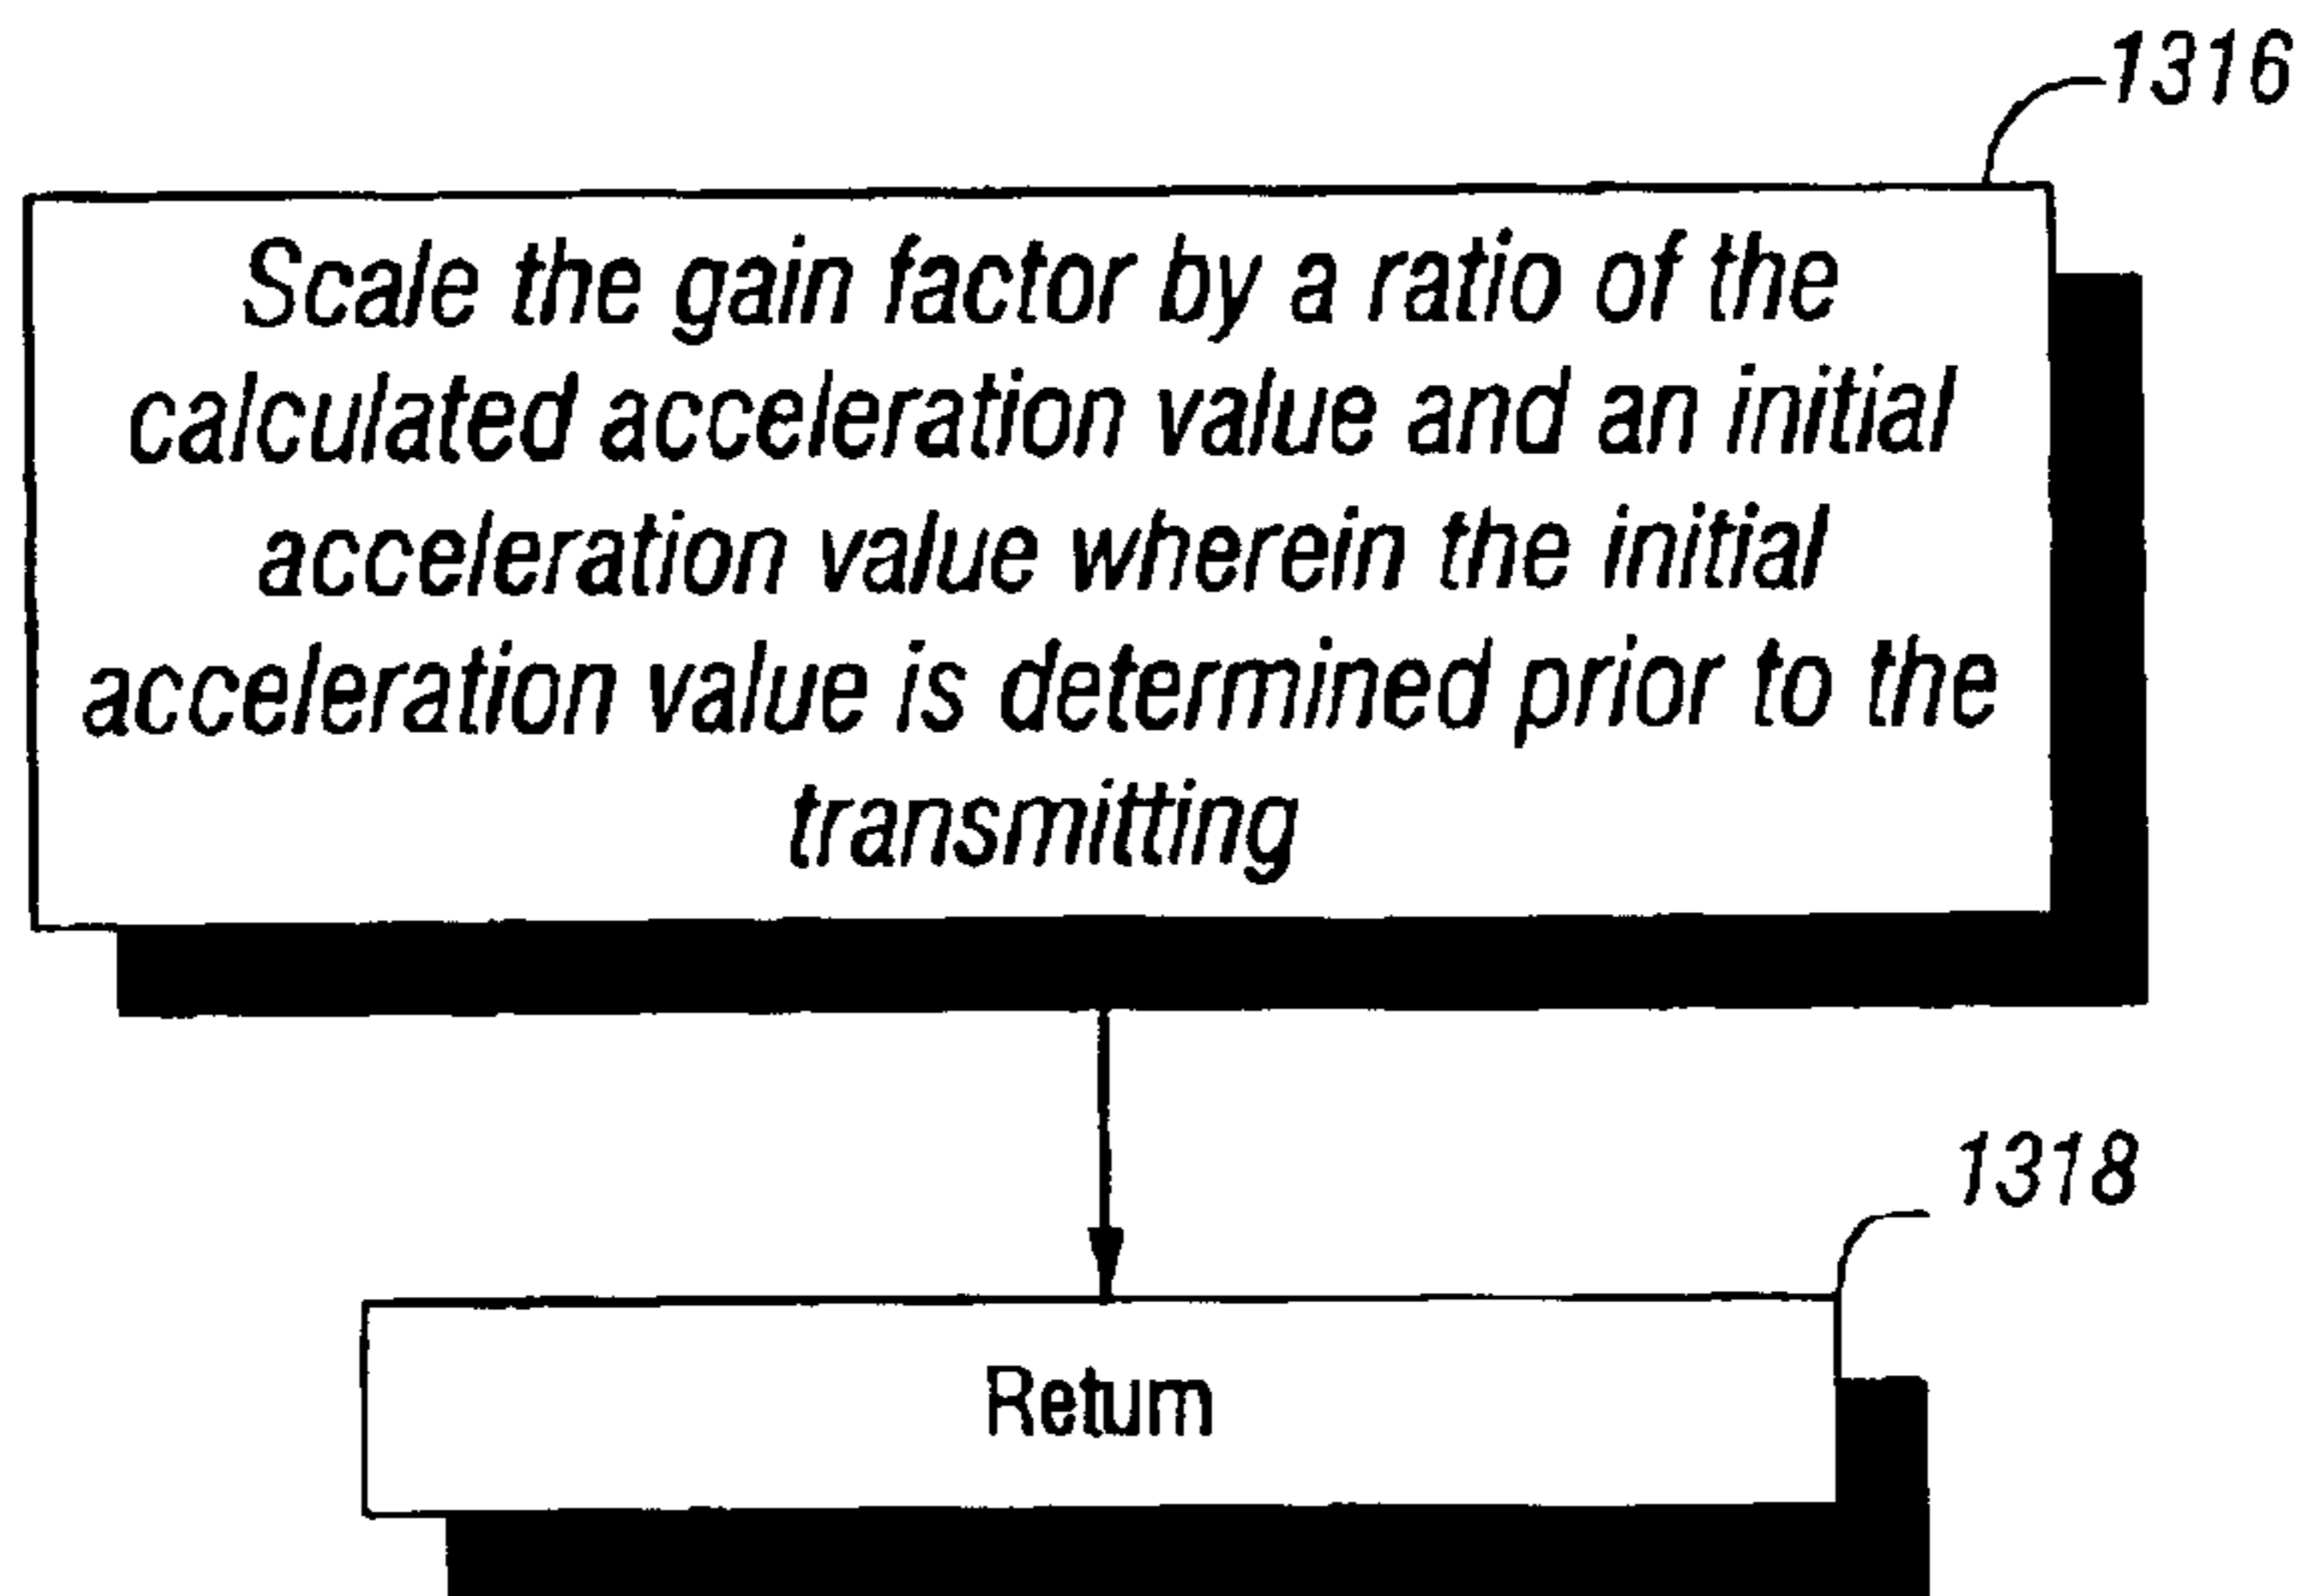 1316
Scale the gain factor by a ratio of the
calculated acceleration value and an initial
acceleration value wherein the initial
acceleration value is determined prior to the
transmitting
1318
Return